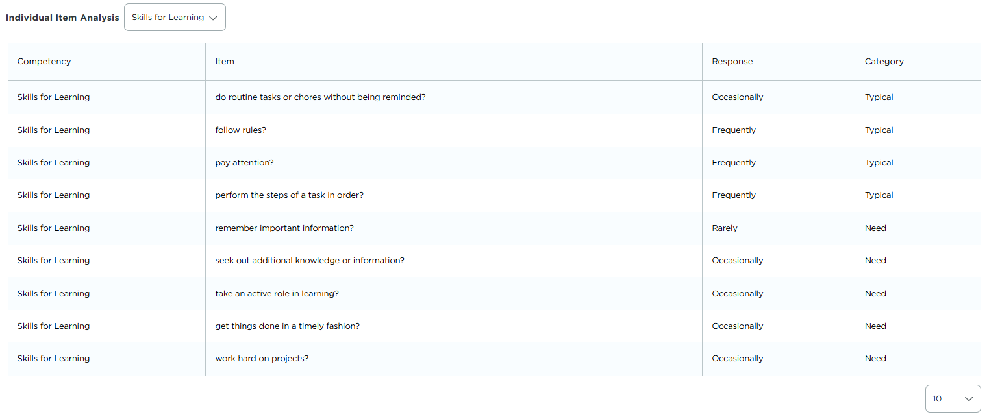 Individual Item Analysis Skills for Learning
Competency Item Response Category
Skills for Learning do routine tasks or chores without being reminded? Occasionally Typical
Skills for Learning follow rules? Frequently Typical
Skills for Learning pay attention? Frequently Typical
Skills for Learning perform the steps of a task in order? Frequently Typical
Skills for Learning remember important information? Rarely Need
Skills for Learning seek out additional knowledge or information? Occasionally Need
Skills for Learning take an active role in learning? Occasionally Need
Skills for Learning get things done in a timely fashion? Occasionally Need
Skills for Learning work hard on projects? Occasionally Need
10